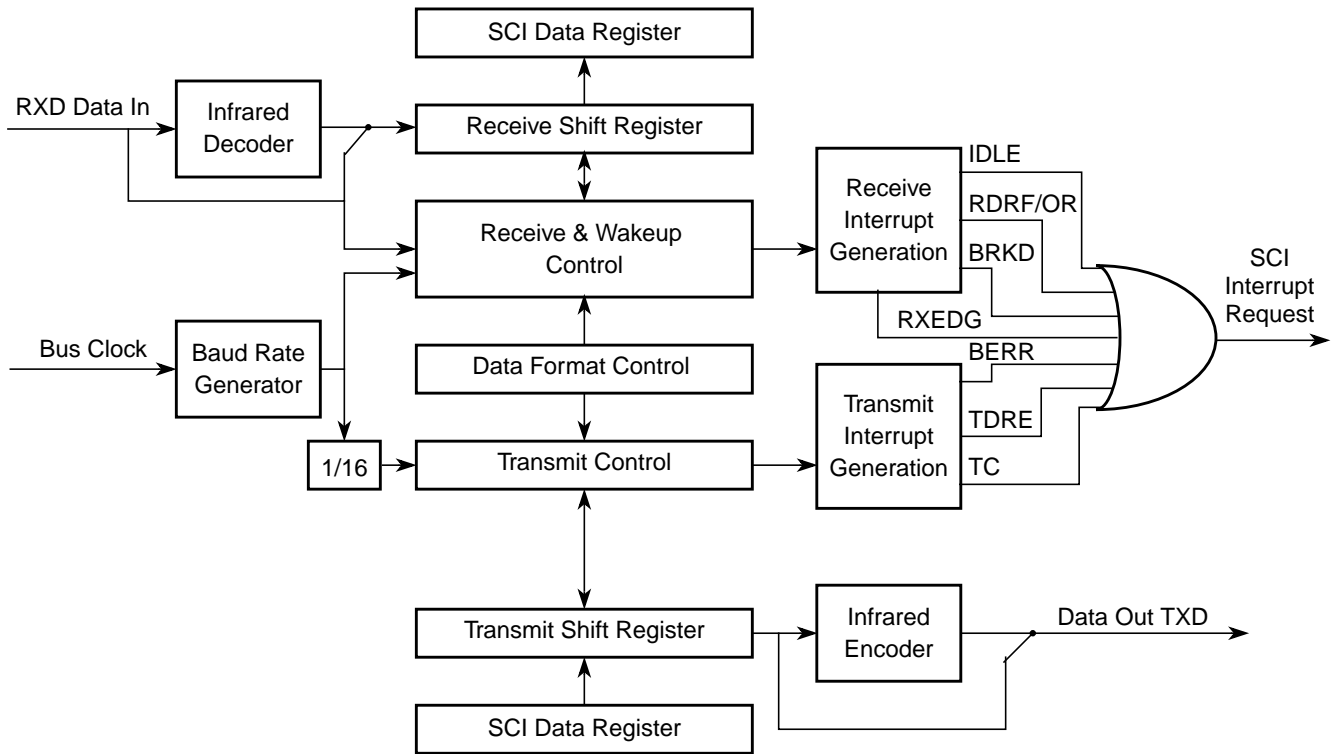 SCI Data Register
RXD Data In
Infrared
Decoder
Receive Shift Register
Receive & Wakeup
Control
Receive
Interrupt
Generation
IDLE
RDRF/OR
BRKD
RXEDG
SCI
Interrupt
Request
Bus Clock
Baud Rate
Generator
Data Format Control
BERR
Transmit
Interrupt
Generation
TDRE
TC
1/16
Transmit Control
Transmit Shift Register
Infrared
Encoder
Data Out TXD
SCI Data Register